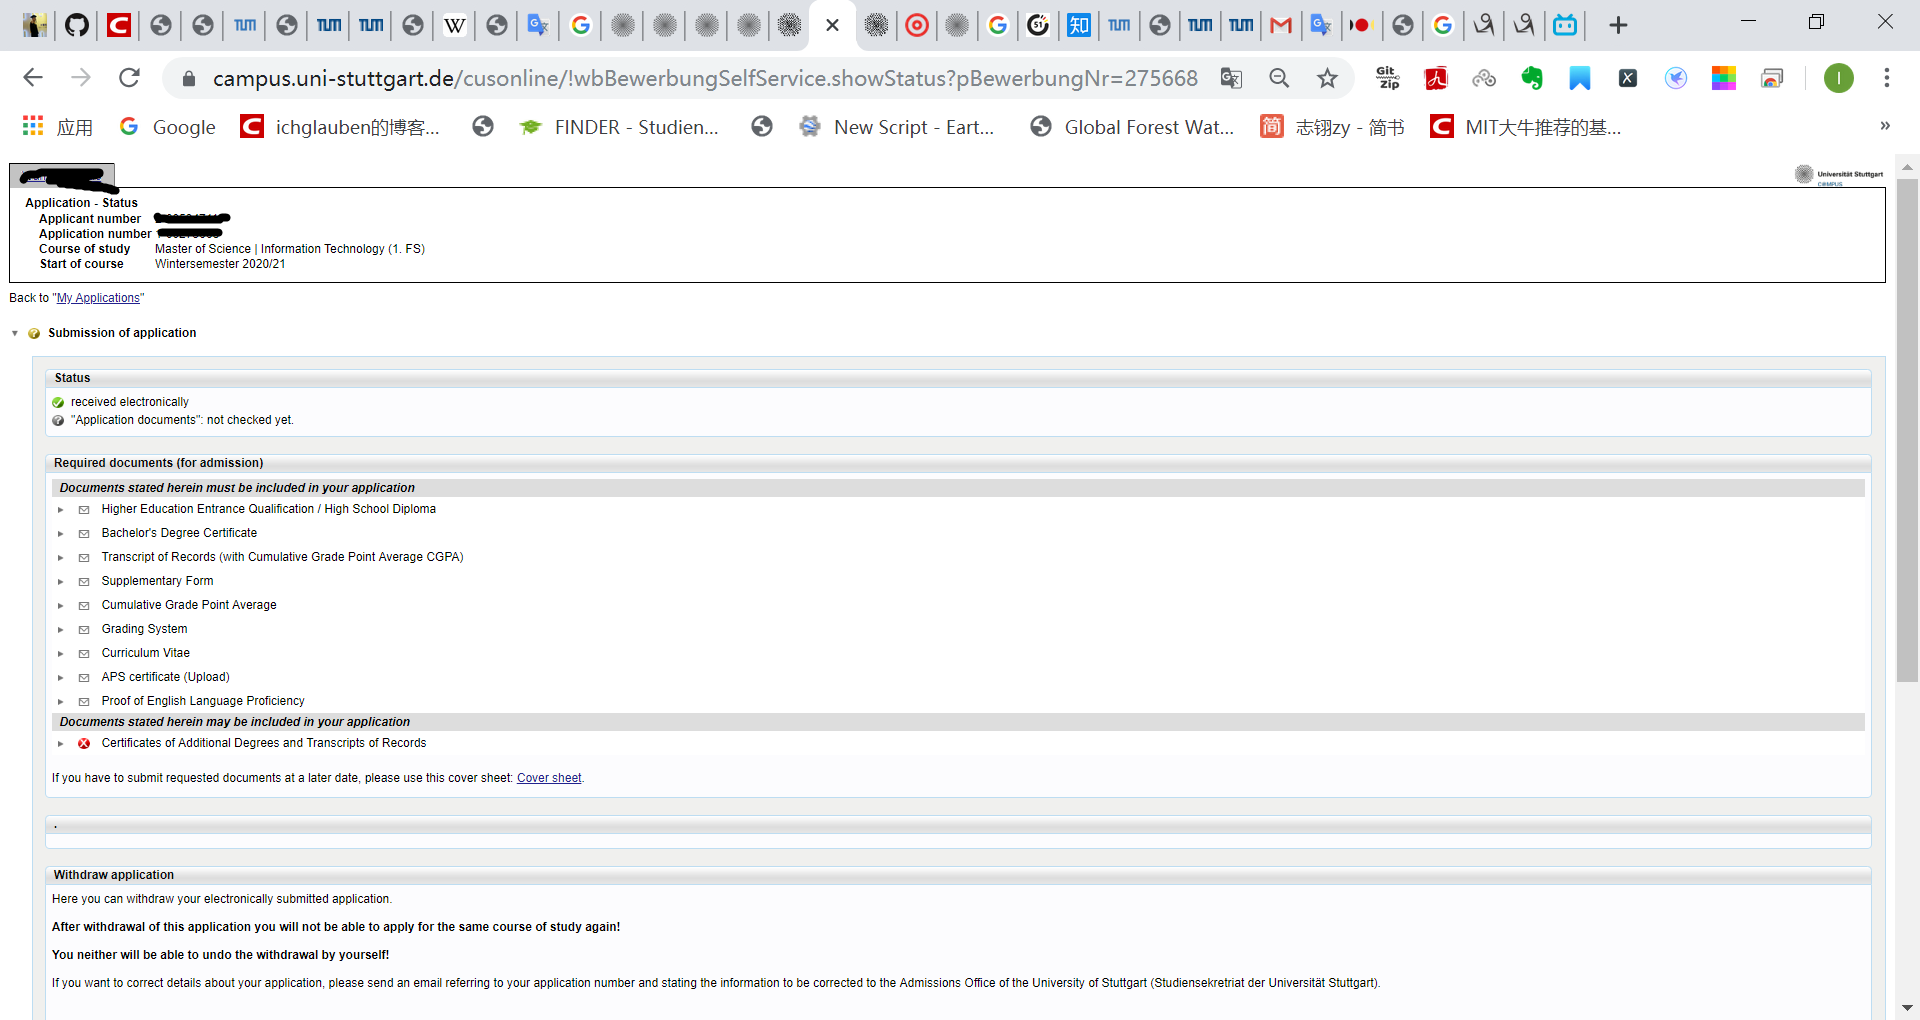 TUM
TUM
TUM
W
G
G
51
知
TUM
TUM
TUM
G
campus.uni-stuttgart.de/cusonline/!wbBewerbungSelfService.showStatus?pBewerbungNr=275668
Git
Zip
X
I
应用
Google
ichglauben的博客...
FINDER - Studien...
New Script - Eart...
Global Forest Wat...
简
志铏zy - 简书
MIT大牛推荐的基...
»
Universität Stuttgart
C@MPUS
Application - Status
Applicant number
Application number
Course of study Master of Science | Information Technology (1. FS)
Start of course Wintersemester 2020/21
Back to "My Applications"
Submission of application
Status
received electronically
"Application documents": not checked yet.
Required documents (for admission)
Documents stated herein must be included in your application
Higher Education Entrance Qualification / High School Diploma
Bachelor's Degree Certificate
Transcript of Records (with Cumulative Grade Point Average CGPA)
Supplementary Form
Cumulative Grade Point Average
Grading System
Curriculum Vitae
APS certificate (Upload)
Proof of English Language Proficiency
Documents stated herein may be included in your application
Certificates of Additional Degrees and Transcripts of Records
If you have to submit requested documents at a later date, please use this cover sheet: Cover sheet.
.
Withdraw application
Here you can withdraw your electronically submitted application.
After withdrawal of this application you will not be able to apply for the same course of study again!
You neither will be able to undo the withdrawal by yourself!
If you want to correct details about your application, please send an email referring to your application number and stating the information to be corrected to the Admissions Office of the University of Stuttgart (Studiensekretriat der Universität Stuttgart).